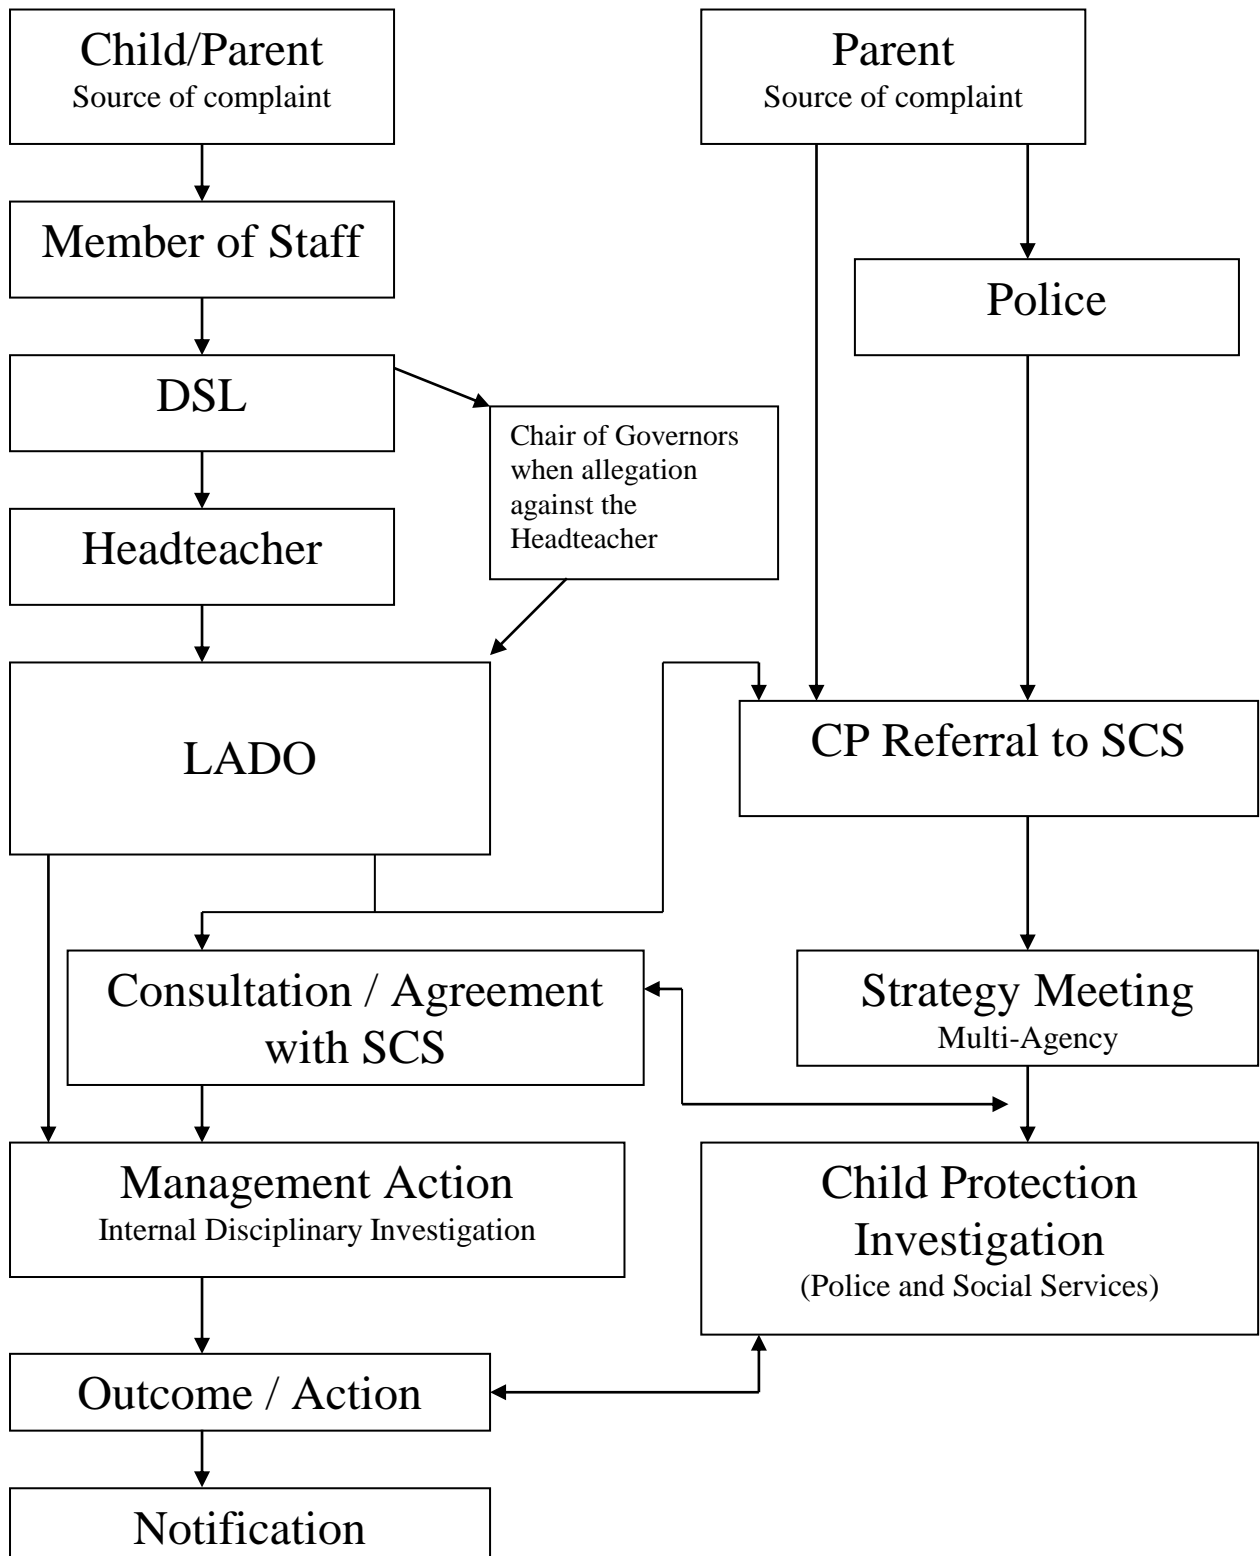 Child/Parent
Source of complaint
Parent
Source of complaint
Member of Staff
Police
DSL
Chair of Governors
when allegation
against the
Headteacher
Headteacher
LADO
CP Referral to SCS
Consultation / Agreement
with SCS
Strategy Meeting
Multi-Agency
Management Action
Internal Disciplinary Investigation
Child Protection
Investigation
(Police and Social Services)
Outcome / Action
Notification